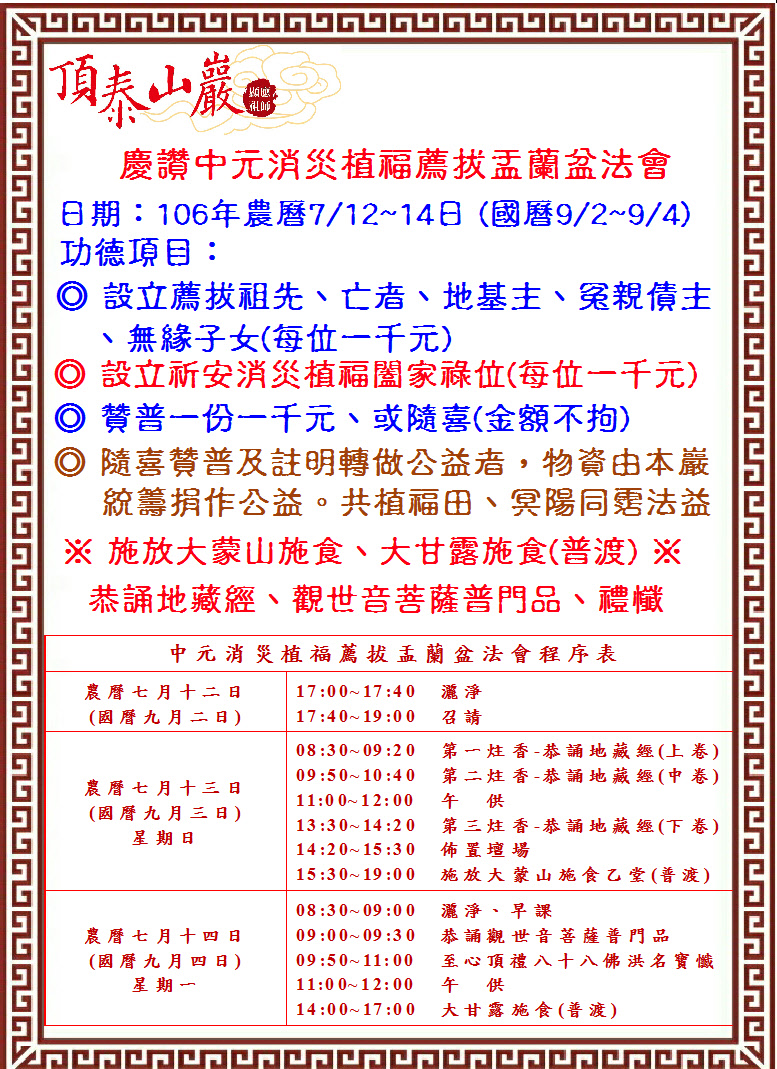 頂泰山巖
顯應祖師
慶讚中元消災植福薦拔盂蘭盆法會
日期：106年農曆7/12~14日 (國曆9/2~9/4)
功德項目：
◎ 設立薦拔祖先、亡者、地基主、冤親債主
、無緣子女(每位一千元)
◎ 設立祈安消災植福闔家祿位(每位一千元)
◎ 贊普一份一千元、或隨喜(金額不拘)
◎ 隨喜贊普及註明轉做公益者，物資由本巖
統籌捐作公益。共植福田、冥陽同霑法益
※ 施放大蒙山施食、大甘露施食(普渡) ※
恭誦地藏經、觀世音菩薩普門品、禮懺
中元消災植福薦拔盂蘭盆法會程序表
農曆七月十二日
(國曆九月二日)
17:00~17:40 灑淨
17:40~19:00 召請
農曆七月十三日
(國曆九月三日)
星期日
08:30~09:20 第一炷香-恭誦地藏經(上卷)
09:50~10:40 第二炷香-恭誦地藏經(中卷)
11:00~12:00 午 供
13:30~14:20 第三炷香-恭誦地藏經(下卷)
14:20~15:30 佈置壇場
15:30~19:00 施放大蒙山施食乙堂(普渡)
農曆七月十四日
(國曆九月四日)
星期一
08:30~09:00 灑淨、早課
09:00~09:30 恭誦觀世音菩薩普門品
09:50~11:00 至心頂禮八十八佛洪名寶懺
11:00~12:00 午 供
14:00~17:00 大甘露施食(普渡)